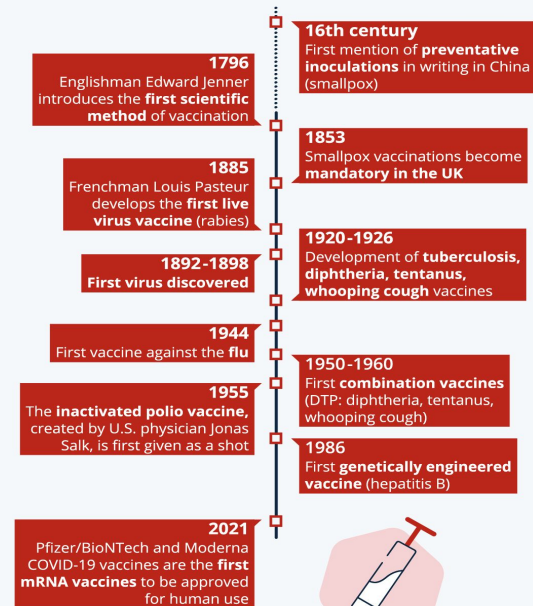 16th century
First mention of preventative
inoculations in writing in China
(smallpox)
1796
Englishman Edward Jenner
introduces the first scientific
method of vaccination
1853
Smallpox vaccinations become
mandatory in the UK
1885
Frenchman Louis Pasteur
develops the first live
virus vaccine (rabies)
1892-1898
First virus discovered
1920-1926
Development of tuberculosis,
diphtheria, tentanus,
whooping cough vaccines
1944
First vaccine against the flu
1950-1960
First combination vaccines
(DTP: diphtheria, tentanus,
whooping cough)
1955
The inactivated polio vaccine,
created by U.S. physician Jonas
Salk, is first given as a shot
1986
First genetically engineered
vaccine (hepatitis B)
2021
Pfizer/BioNTech and Moderna
COVID-19 vaccines are the first
mRNA vaccines to be approved
for human use